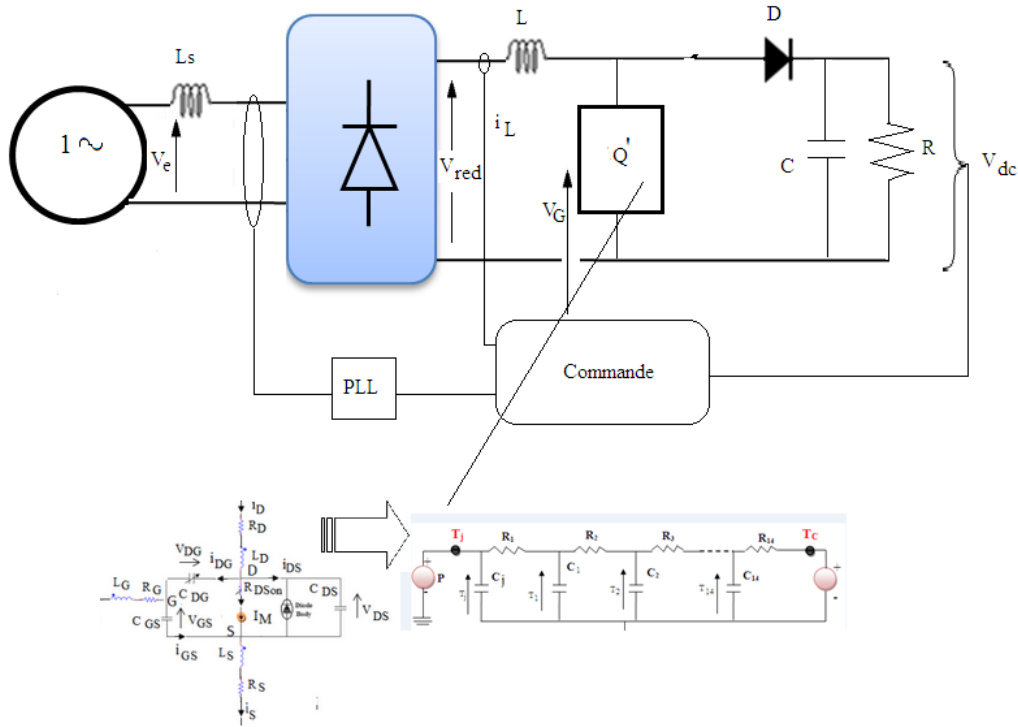 L
D
Ls
1 ~
Ve
Vred
iL
Q'
C
R
Vdc
VG
PLL
Commande
iD
RD
VDG
iDG
LD
D
iDS
LG
RG
CDG
RDSon
CDS
G
Diode
Body
VDS
CGS
VGS
IM
S
iGS
LS
RS
iS
Tj
R1
R2
R3
R14
TC
P
+
-
Cj
C1
C2
C14
τ1
τ2
τ14
+
-